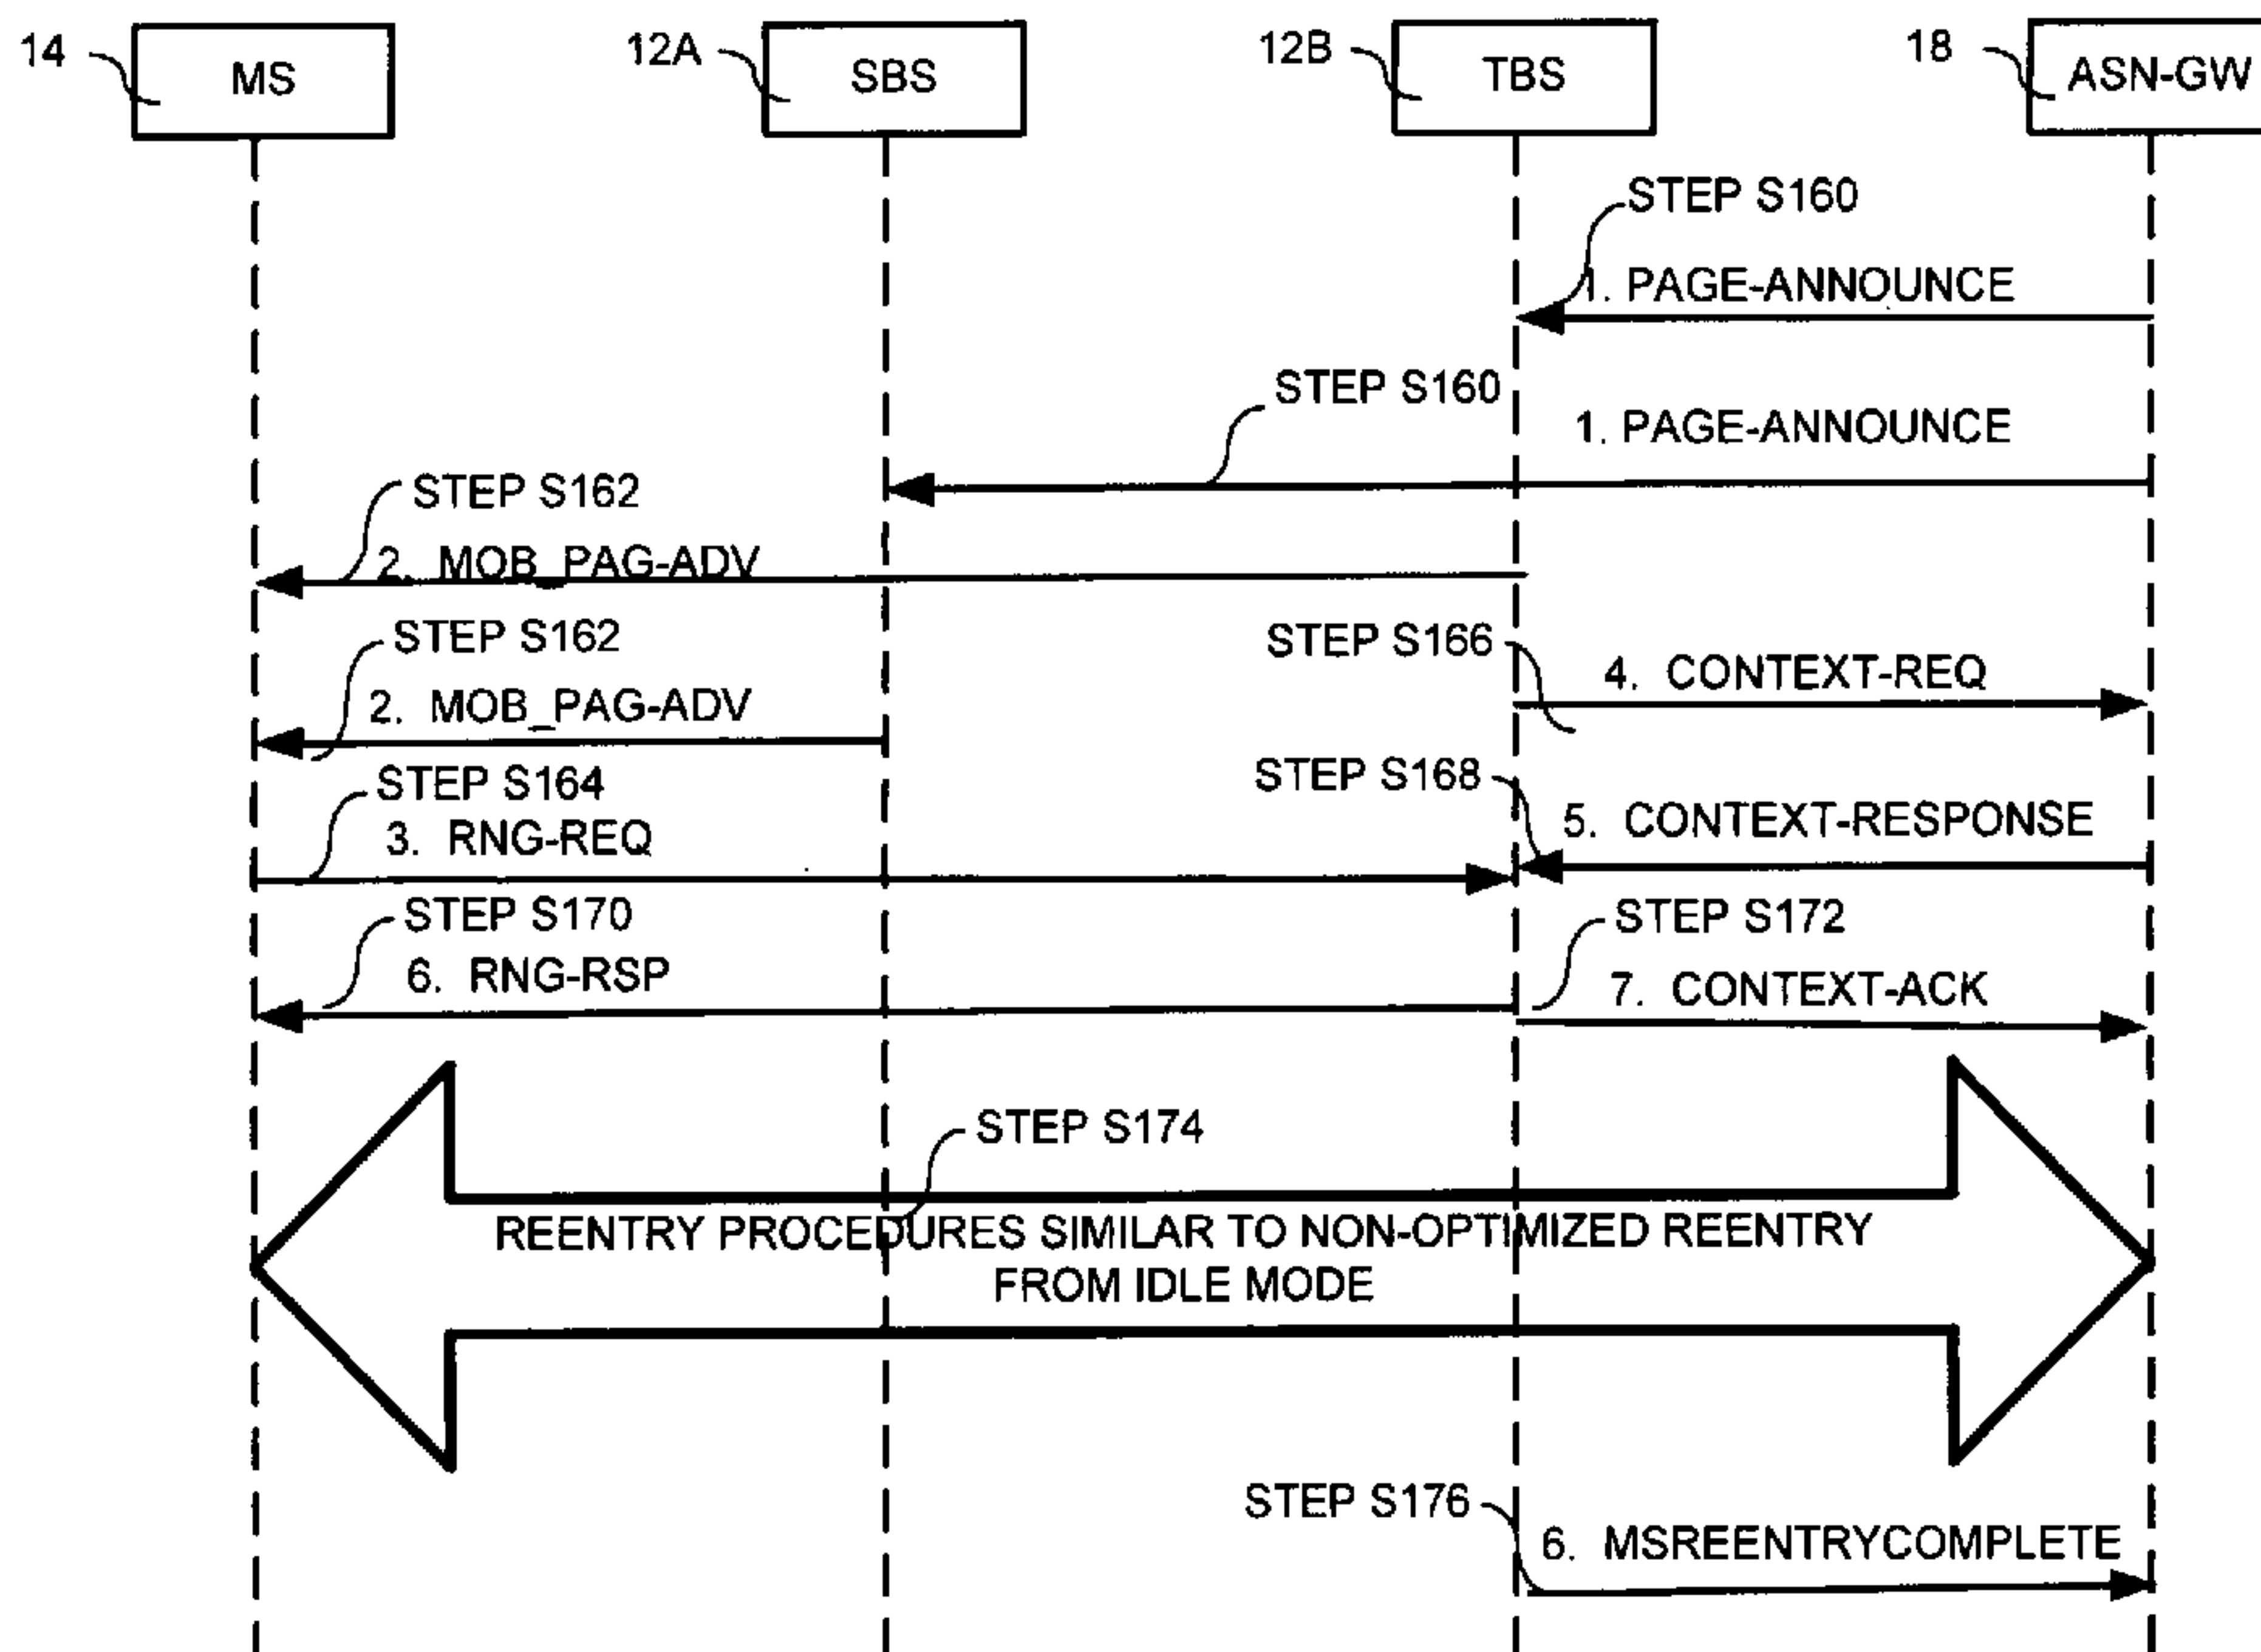 14
MS
12A
SBS
12B
TBS
18
ASN-GW
STEP S160
1. PAGE-ANNOUNCE
STEP S160
1. PAGE-ANNOUNCE
STEP S162
2. MOB_PAG-ADV
STEP S162
2. MOB_PAG-ADV
STEP S166
4. CONTEXT-REQ
STEP S164
3. RNG-REQ
STEP S168
5. CONTEXT-RESPONSE
STEP S170
6. RNG-RSP
STEP S172
7. CONTEXT-ACK
STEP S174
REENTRY PROCEDURES SIMILAR TO NON-OPTIMIZED REENTRY
FROM IDLE MODE
STEP S176
6. MSREENTRYCOMPLETE